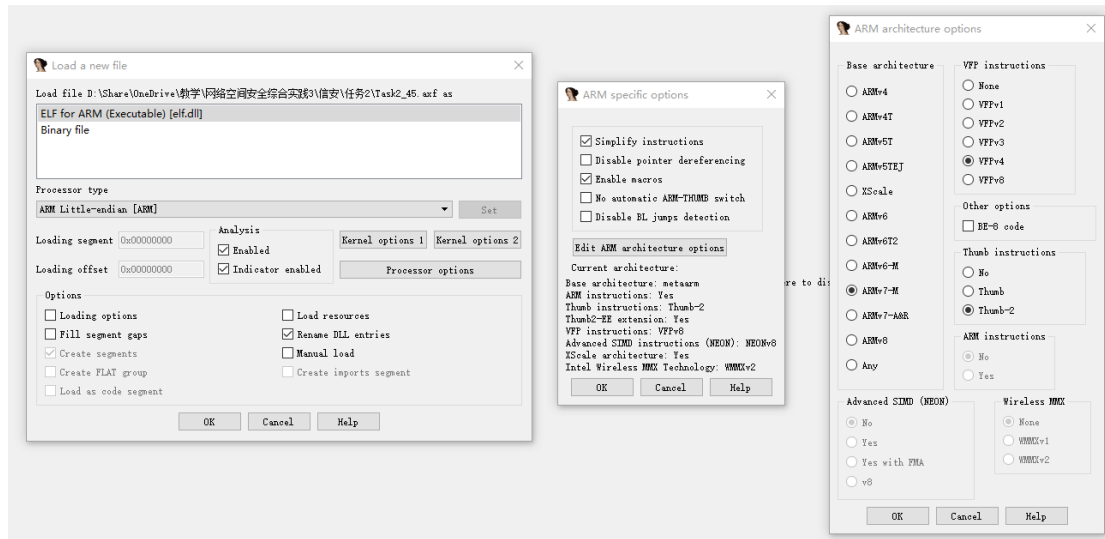 Load a new file
Load file D:\Share\OneDrive\教学\网络空间安全综合实践3\信安\任务2\Task2_45.axf as
ELF for ARM (Executable) [elf.dll]
Binary file
Processor type
ARM Little-endian [ARM]
Set
Loading segment 0x00000000
Loading offset 0x00000000
Analysis
Enabled
Indicator enabled
Kernel options 1
Kernel options 2
Processor options
Options
Loading options
Fill segment gaps
Create segments
Create FLAT group
Load as code segment
Load resources
Rename DLL entries
Manual load
Create imports segment
OK
Cancel
Help
ARM specific options
Simplify instructions
Disable pointer dereferencing
Enable macros
No automatic ARM-THUMB switch
Disable BL jumps detection
Edit ARM architecture options
Current architecture:
Base architecture: metaarm
ARM instructions: Yes
Thumb instructions: Thumb-2
Thumb2-EE extension: Yes
VFP instructions: VFPv8
Advanced SIMD instructions (NEON): NEONv8
XScale architecture: Yes
Intel Wireless MMX Technology: WMMXv2
OK
Cancel
Help
ere to di
ARM architecture options
Base architecture
ARMv4
ARMv4T
ARMv5T
ARMv5TEJ
XScale
ARMv6
ARMv6T2
ARMv6-M
ARMv7-M
ARMv7-A&R
ARMv8
Any
VFP instructions
None
VFPv1
VFPv2
VFPv3
VFPv4
VFPv8
Other options
BE-8 code
Thumb instructions
No
Thumb
Thumb-2
ARM instructions
No
Yes
Advanced SIMD (NEON)
No
Yes
Yes with FMA
v8
Wireless MMX
None
WMMXv1
WMMXv2
OK
Cancel
Help